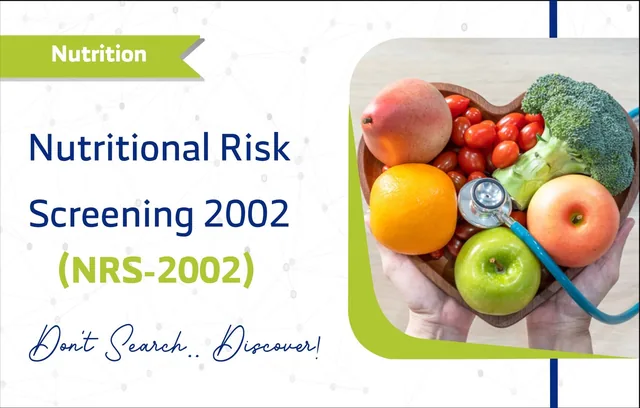 Nutrition
Nutritional Risk
Screening 2002
(NRS-2002)
Don't Search.. Discover!